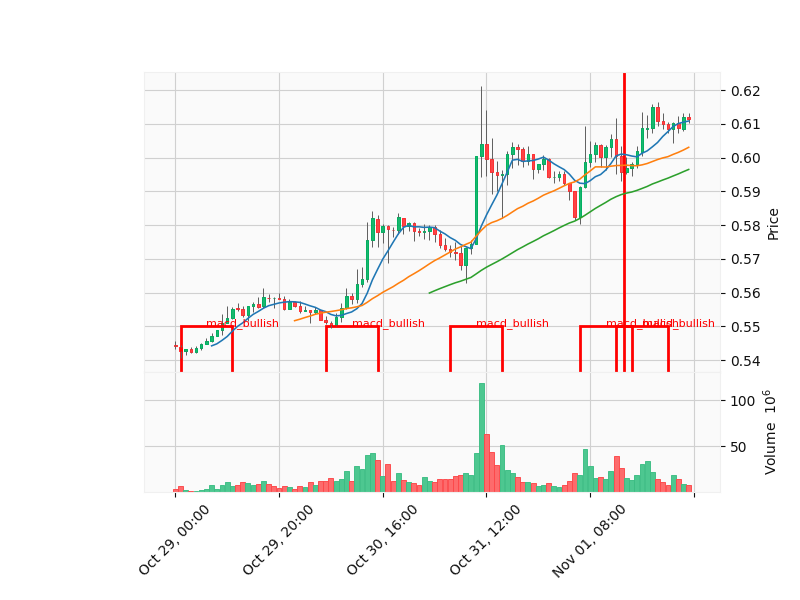 0.62
0.61
0.60
0.59
0.58
0.57
0.56
0.55
0.54
Price
macd_bullish
macd_bullish
macd_bullish
macd_bullish
macd_bullish
100
50
Volume 10^6
Oct 29, 00:00
Oct 29, 20:00
Oct 30, 16:00
Oct 31, 12:00
Nov 01, 08:00